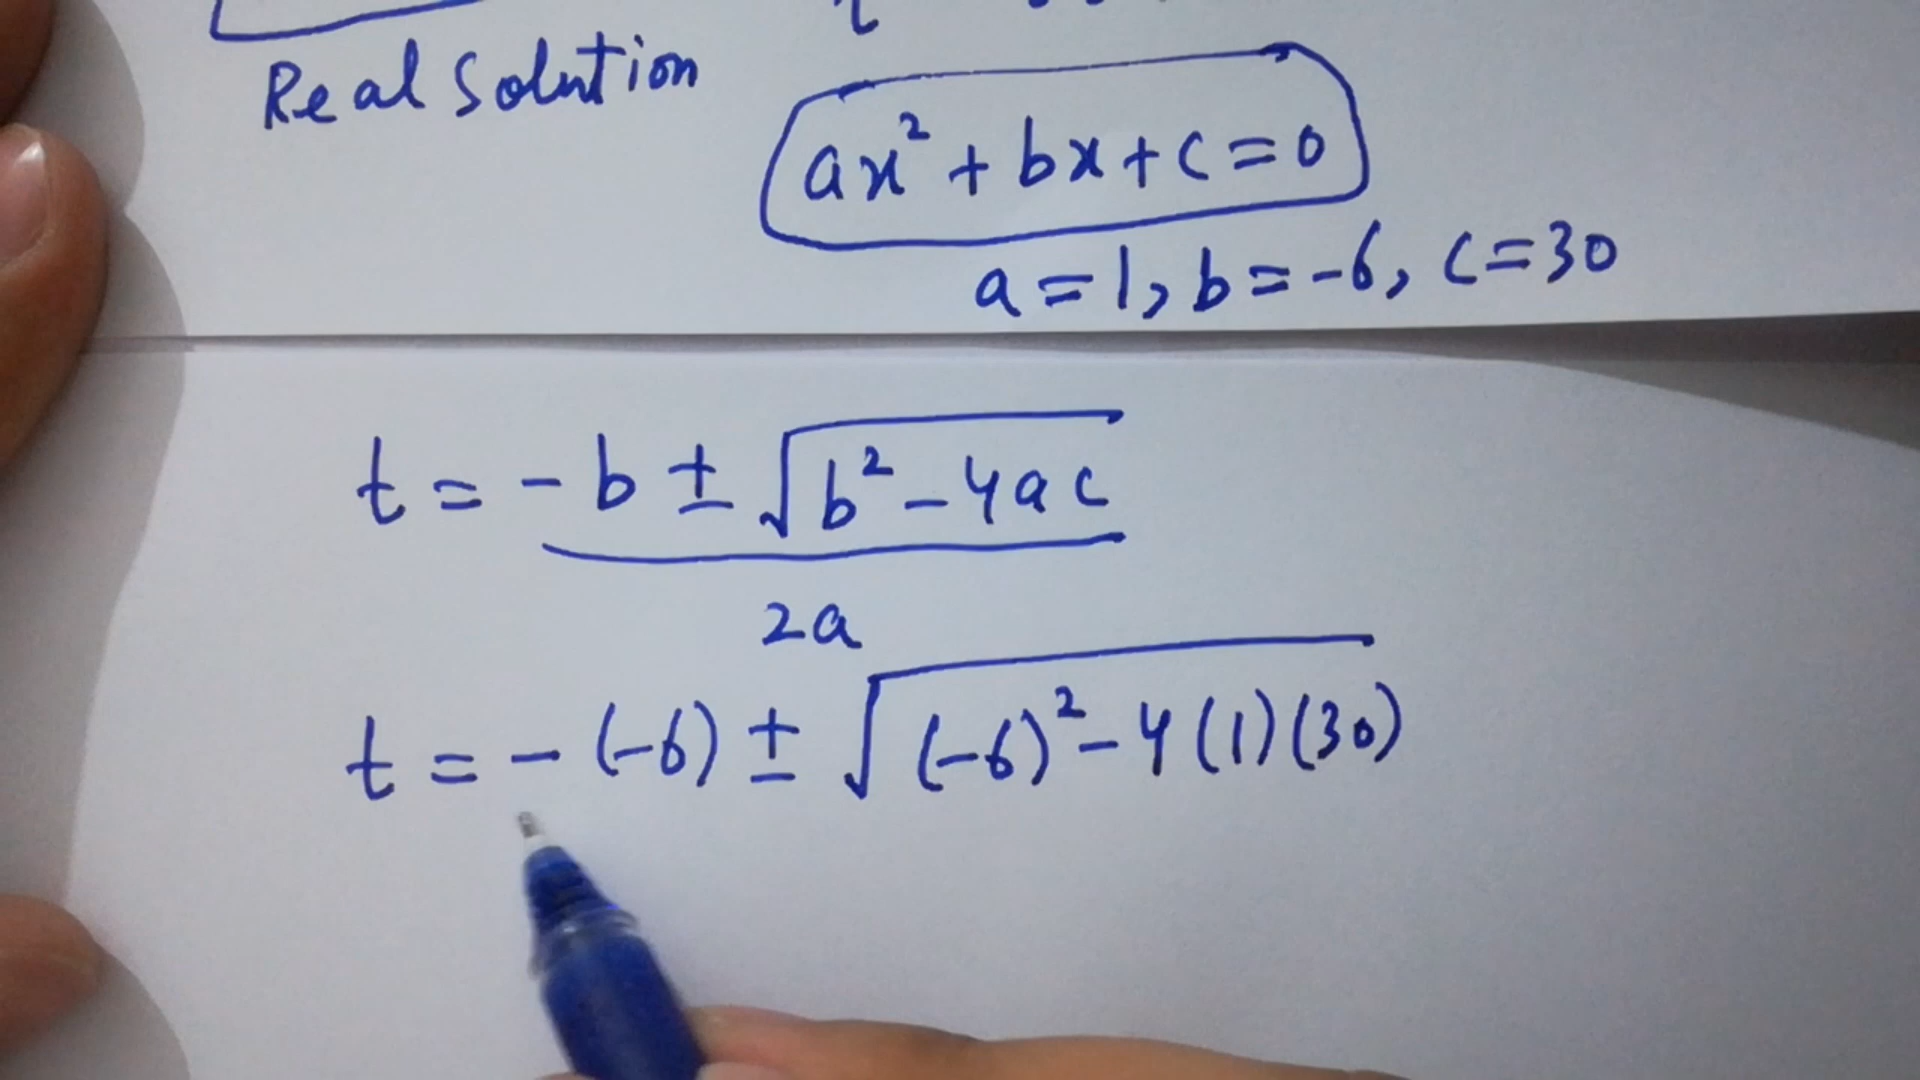 Real Solution
ax² + bx + c = 0
a = 1, b = -6, c = 30
t = - b ± √b² - 4ac
2a
t = - (-6) ± √(-6)² - 4(1)(30)